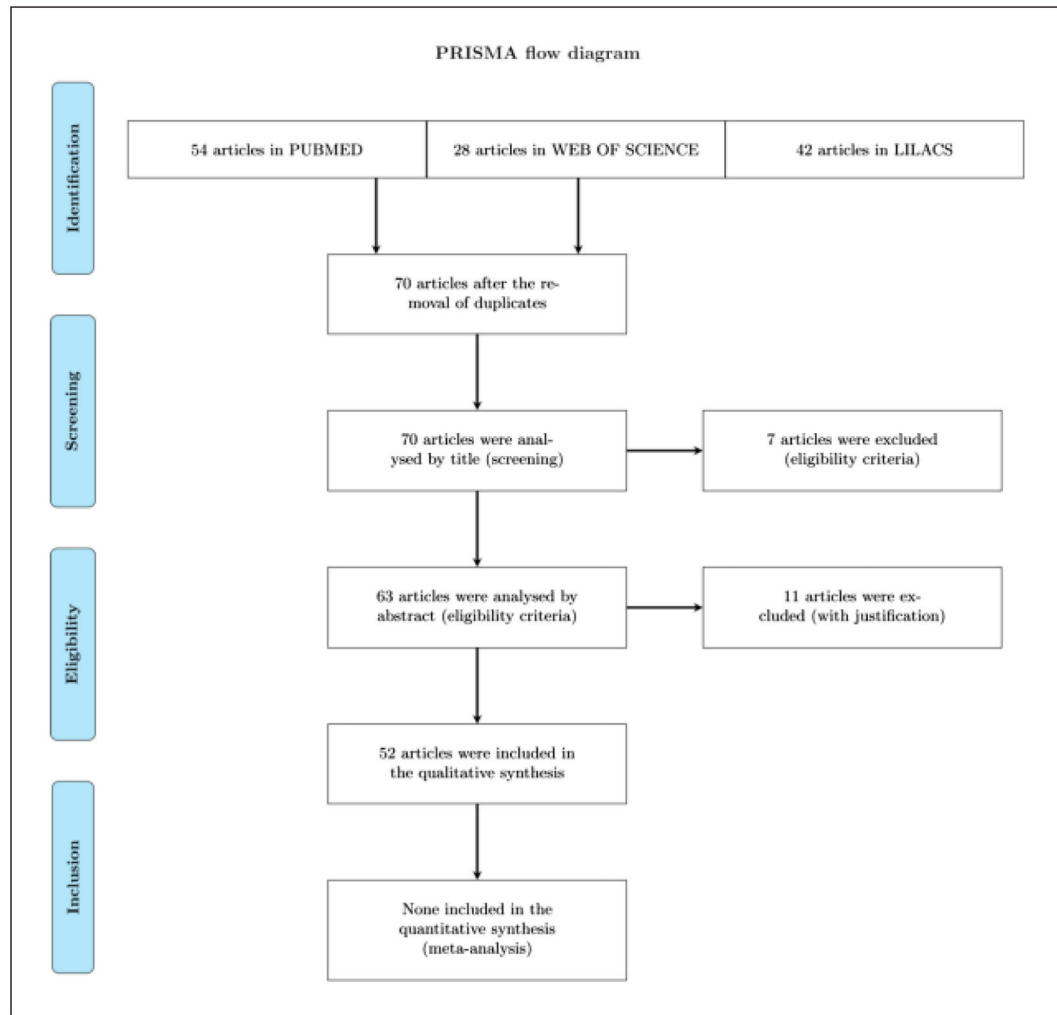 PRISMA flow diagram
Identification
54 articles in PUBMED
28 articles in WEB OF SCIENCE
42 articles in LILACS
70 articles after the re-
moval of duplicates
Screening
70 articles were anal-
ysed by title (screening)
7 articles were excluded
(eligibility criteria)
Eligibility
63 articles were analysed by
abstract (eligibility criteria)
11 articles were ex-
cluded (with justification)
52 articles were included in
the qualitative synthesis
Inclusion
None included in the
quantitative synthesis
(meta-analysis)